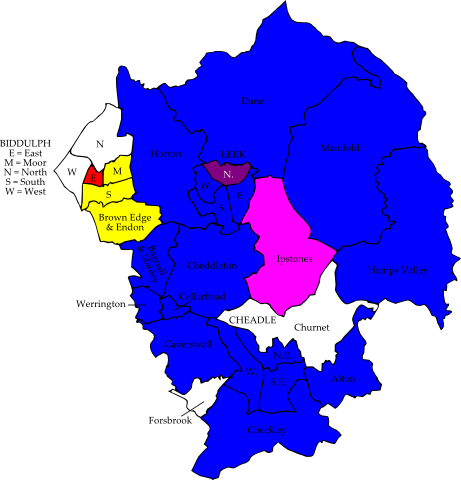 Dane
BIDDULPH
E = East
M = Moor
N = North
S = South
W = West
N
Horton
LEEK
Manifold
M
W
E
N.
W
E
S
Brown Edge
& Endon
Bagnall
& Stanley
Cheddleton
Ipstones
Hamps Valley
Cellarhead
Werrington
CHEADLE
Churnet
Caverswall
N.E.
W.
S.E.
Alton
Forsbrook
Checkley